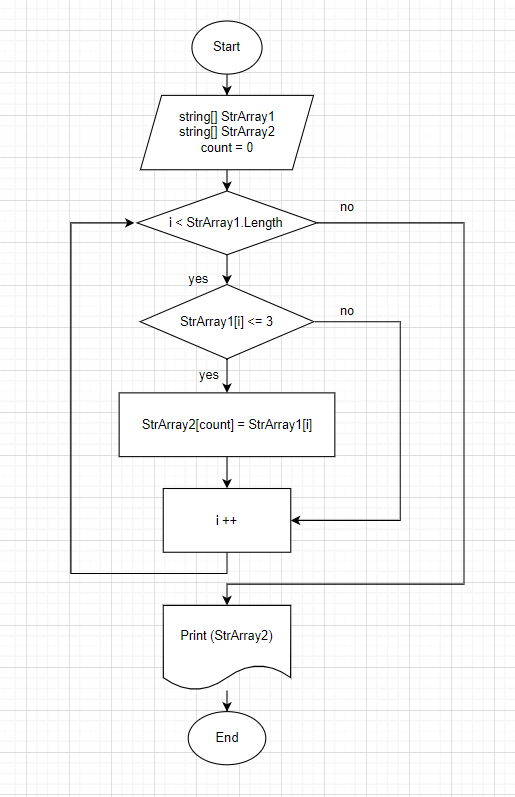 Start
string[] StrArray1
string[] StrArray2
count = 0
i < StrArray1.Length
no
yes
StrArray1[i] <= 3
no
yes
StrArray2[count] = StrArray1[i]
i ++
Print (StrArray2)
End